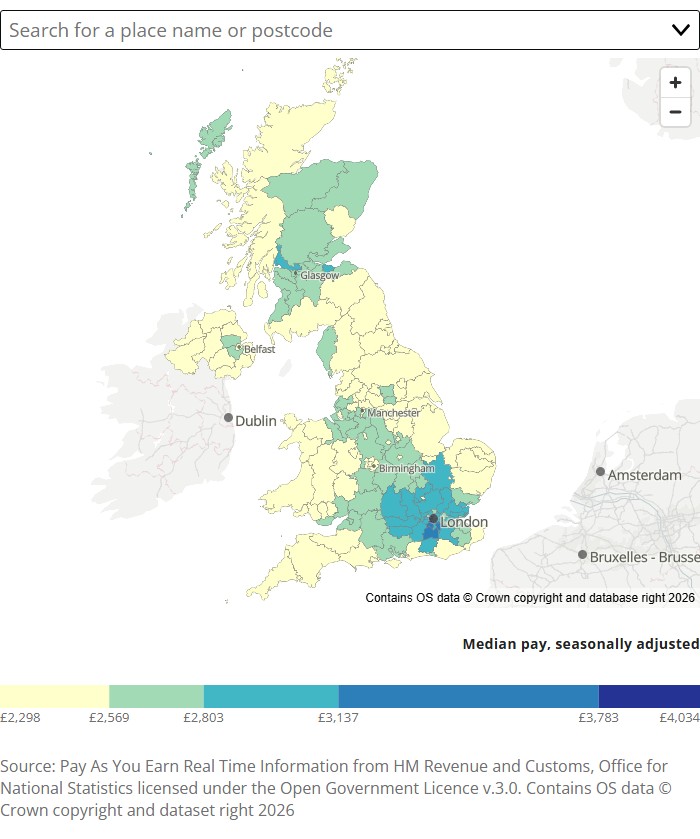 Search for a place name or postcode
+
−
Glasgow
Belfast
Dublin
Manchester
Birmingham
Amsterdam
London
Bruxelles - Brusse
Contains OS data © Crown copyright and database right 2026
Median pay, seasonally adjusted
£2,298 £2,569 £2,803 £3,137 £3,783 £4,034
Source: Pay As You Earn Real Time Information from HM Revenue and Customs, Office for
National Statistics licensed under the Open Government Licence v.3.0. Contains OS data ©
Crown copyright and dataset right 2026